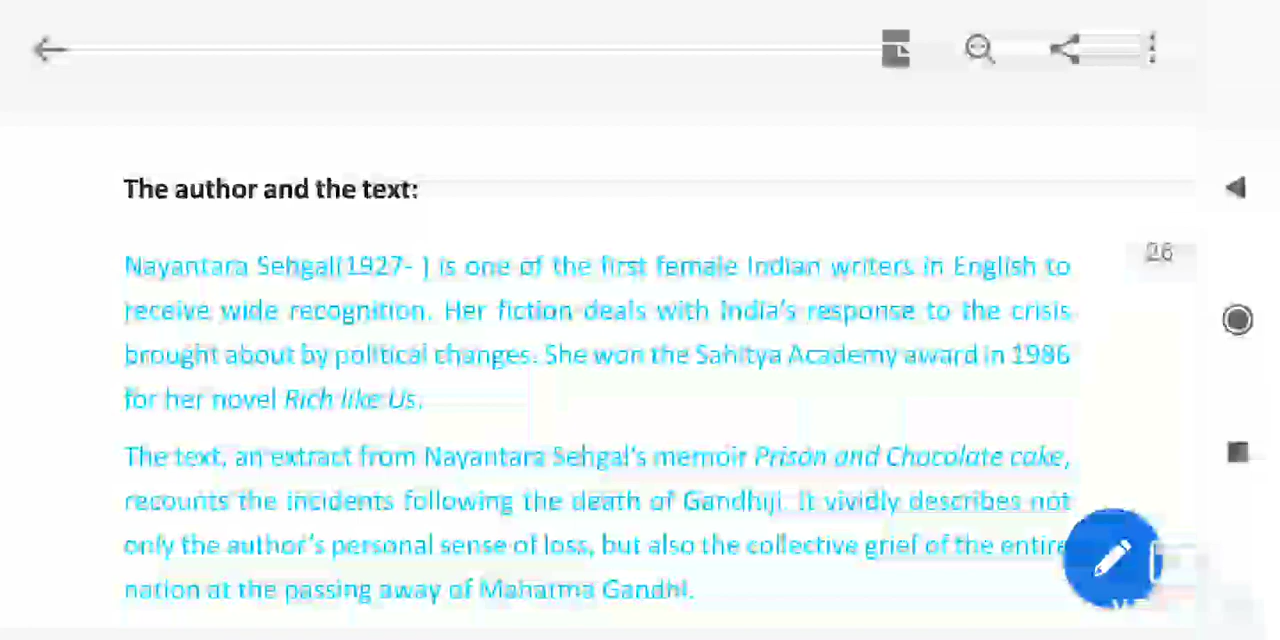 The author and the text:
26
Nayantara Sehgal(1927- ) is one of the first female Indian writers in English to
receive wide recognition. Her fiction deals with India's response to the crisis
brought about by political changes. She won the Sahitya Academy award in 1986
for her novel Rich like Us.
The text, an extract from Nayantara Sehgal's memoir Prison and Chocolate cake,
recounts the incidents following the death of Gandhiji. It vividly describes not
only the author's personal sense of loss, but also the collective grief of the entire
nation at the passing away of Mahatma Gandhi.